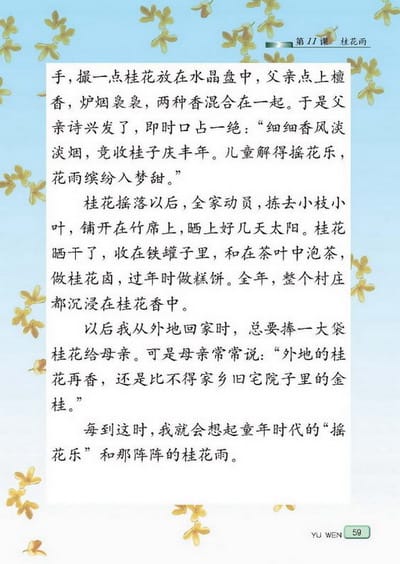 第11课 桂花雨
手,撮一点桂花放在水晶盘中,父亲点上檀
香,炉烟袅袅,两种香混合在一起。于是父
亲诗兴发了,即时口占一绝:“细细香风淡
淡烟,竞收桂子庆丰年。儿童解得摇花乐,
花雨缤纷入梦甜。”
桂花摇落以后,全家动员,拣去小枝小
叶,铺开在竹席上,晒上好几天太阳。桂花
晒干了,收在铁罐子里,和在茶叶中泡茶,
做桂花卤,过年时做糕饼。全年,整个村庄
都沉浸在桂花香中。
以后我从外地回家时,总要捧一大袋
桂花给母亲。可是母亲常常说:“外地的桂
花再香,还是比不得家乡旧宅院子里的金
桂。”
每到这时,我就会想起童年时代的“摇
花乐”和那阵阵的桂花雨。
YU WEN 59